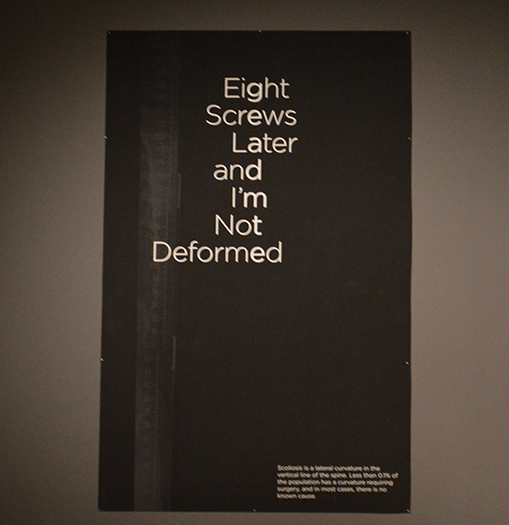 Eight
Screws
Later
and
I'm
Not
Deformed
Scoliosis is a lateral curvature in the
vertical line of the spine. Less than 0.1% of
the population has a curvature requiring
surgery, and in most cases, there is no
known cause.